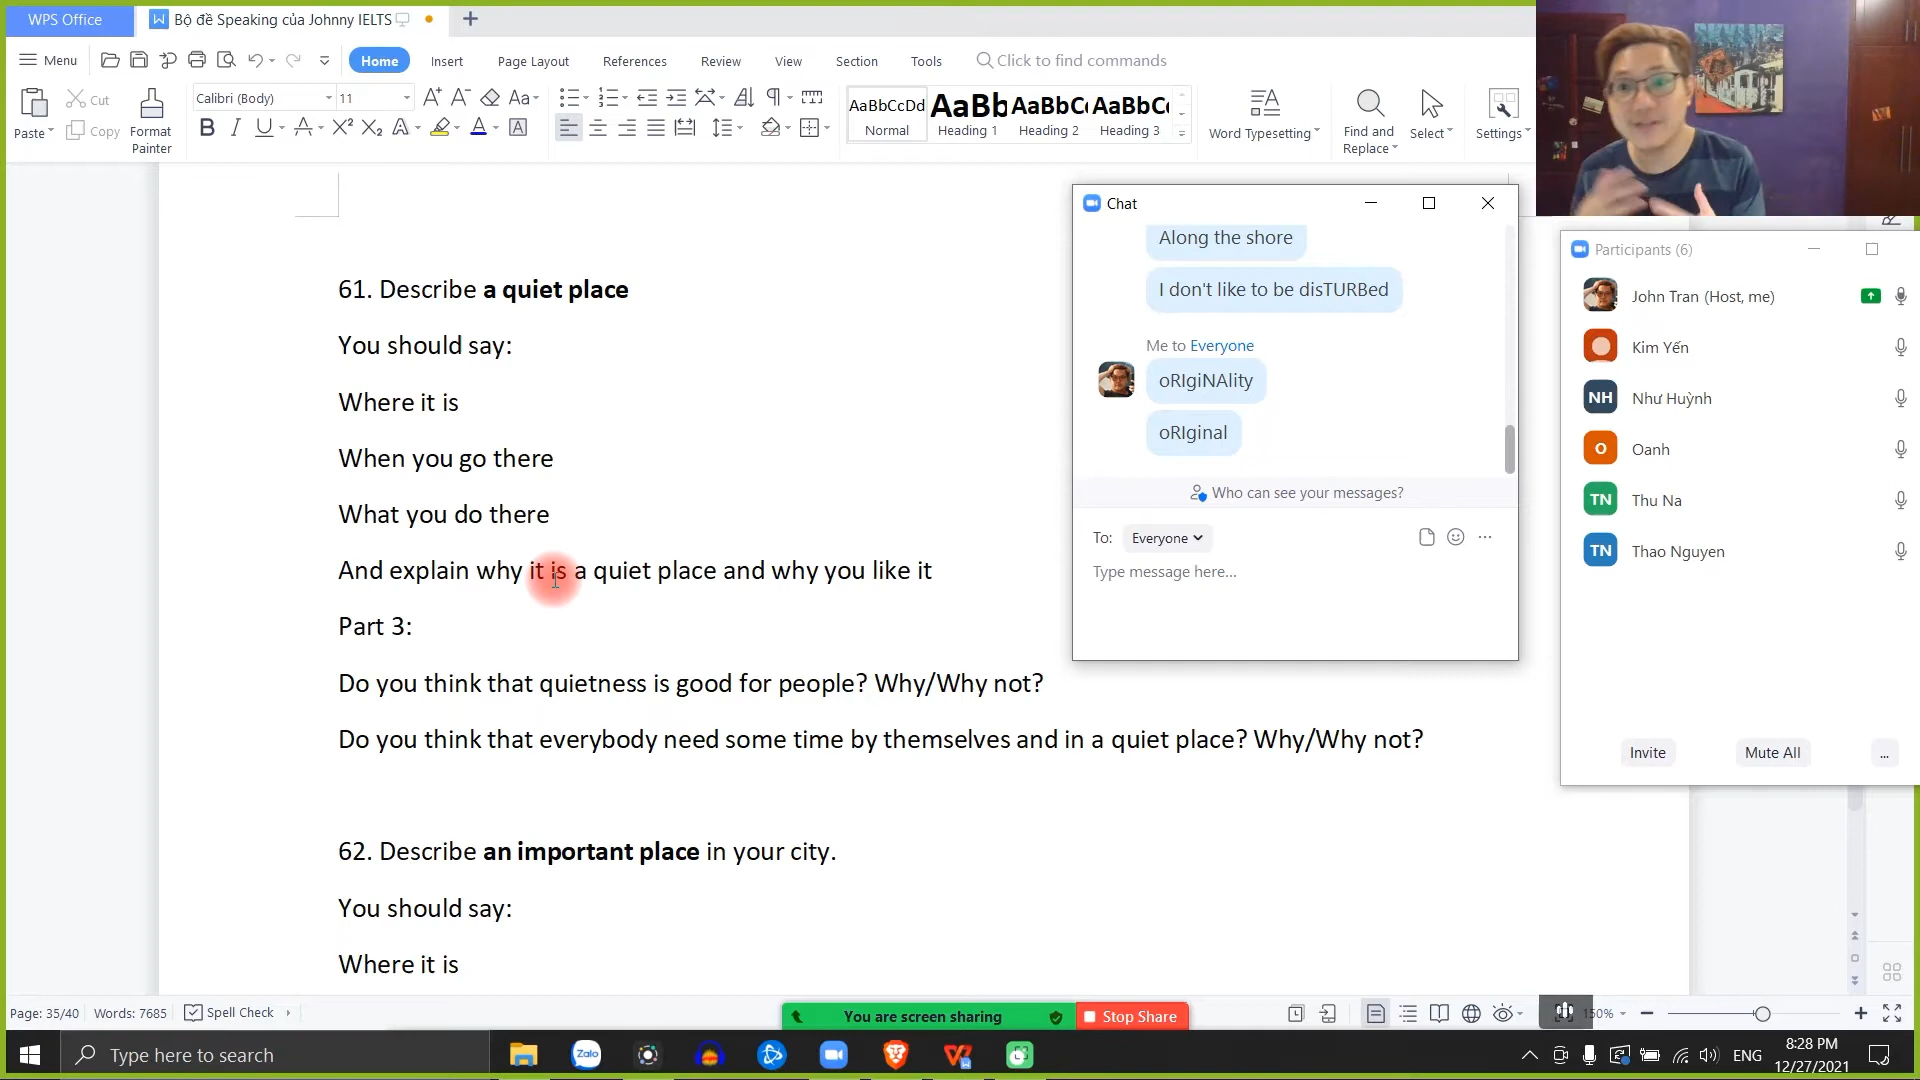 WPS Office
Bộ đề Speaking của Johnny IELTS
Menu
Home
Insert
Page Layout
References
Review
View
Section
Tools
Click to find commands
Paste
Cut
Copy
Format Painter
Calibri (Body)
11
AaBbCcDd
Normal
AaBb
Heading 1
AaBbC
Heading 2
AaBbC
Heading 3
Word Typesetting
Find and Replace
Select
Settings
61. Describe a quiet place
You should say:
Where it is
When you go there
What you do there
And explain why it is a quiet place and why you like it
Part 3:
Do you think that quietness is good for people? Why/Why not?
Do you think that everybody need some time by themselves and in a quiet place? Why/Why not?
62. Describe an important place in your city.
You should say:
Where it is
Chat
Along the shore
I don't like to be disTURBed
Me to Everyone
oRIgiNAlity
oRIginal
Who can see your messages?
To: Everyone
Type message here...
Participants (6)
John Tran (Host, me)
Kim Yến
NH Như Huỳnh
O Oanh
TN Thu Na
TN Thao Nguyen
Invite
Mute All
...
Page: 35/40
Words: 7685
Spell Check
You are screen sharing
Stop Share
150%
Type here to search
Zalo
ENG
8:28 PM
12/27/2021